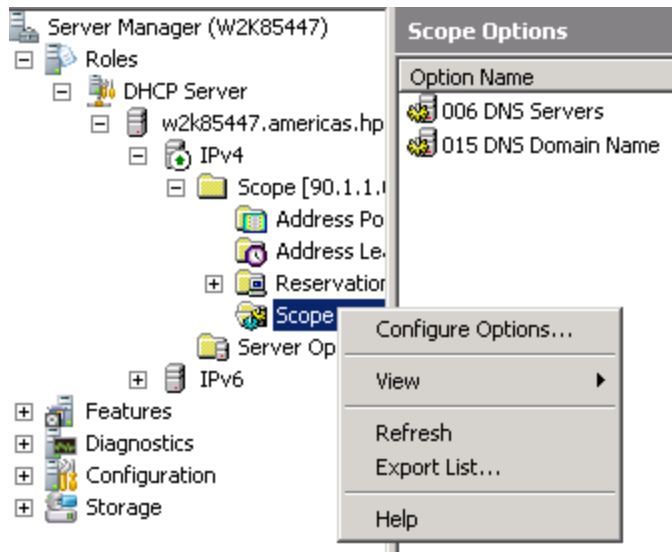 Server Manager (W2K85447)
Roles
DHCP Server
w2k85447.americas.hp
IPv4
Scope [90.1.1.
Address Po
Address Le
Reservation
Scope
Server Op
IPv6
Features
Diagnostics
Configuration
Storage
Scope Options
Option Name
006 DNS Servers
015 DNS Domain Name
Configure Options...
View
Refresh
Export List...
Help